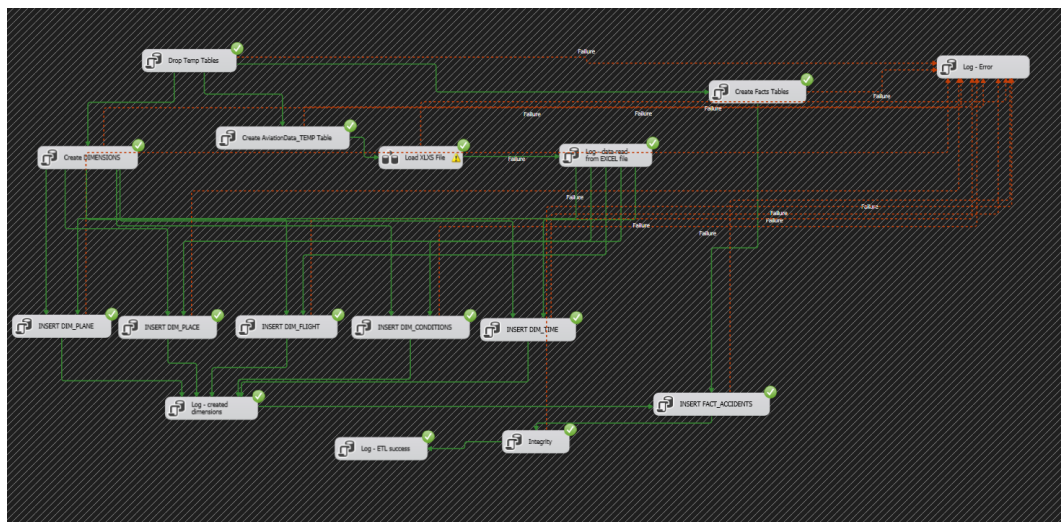 Failure
Drop Temp Tables
Log - Error
Create Facts Tables
Failure
Failure
Failure
Failure
Create AviationData_TEMP Table
Create DIMENSIONS
Load XLXS File
Failure
Log - data read
from EXCEL file
Failure
Failure
Failure
Failure
Failure
Failure
INSERT DIM_PLANE
INSERT DIM_PLACE
INSERT DIM_FLIGHT
INSERT DIM_CONDITIONS
INSERT DIM_TIME
Log - created
dimensions
INSERT FACT_ACCIDENTS
Log - ETL success
Integrity